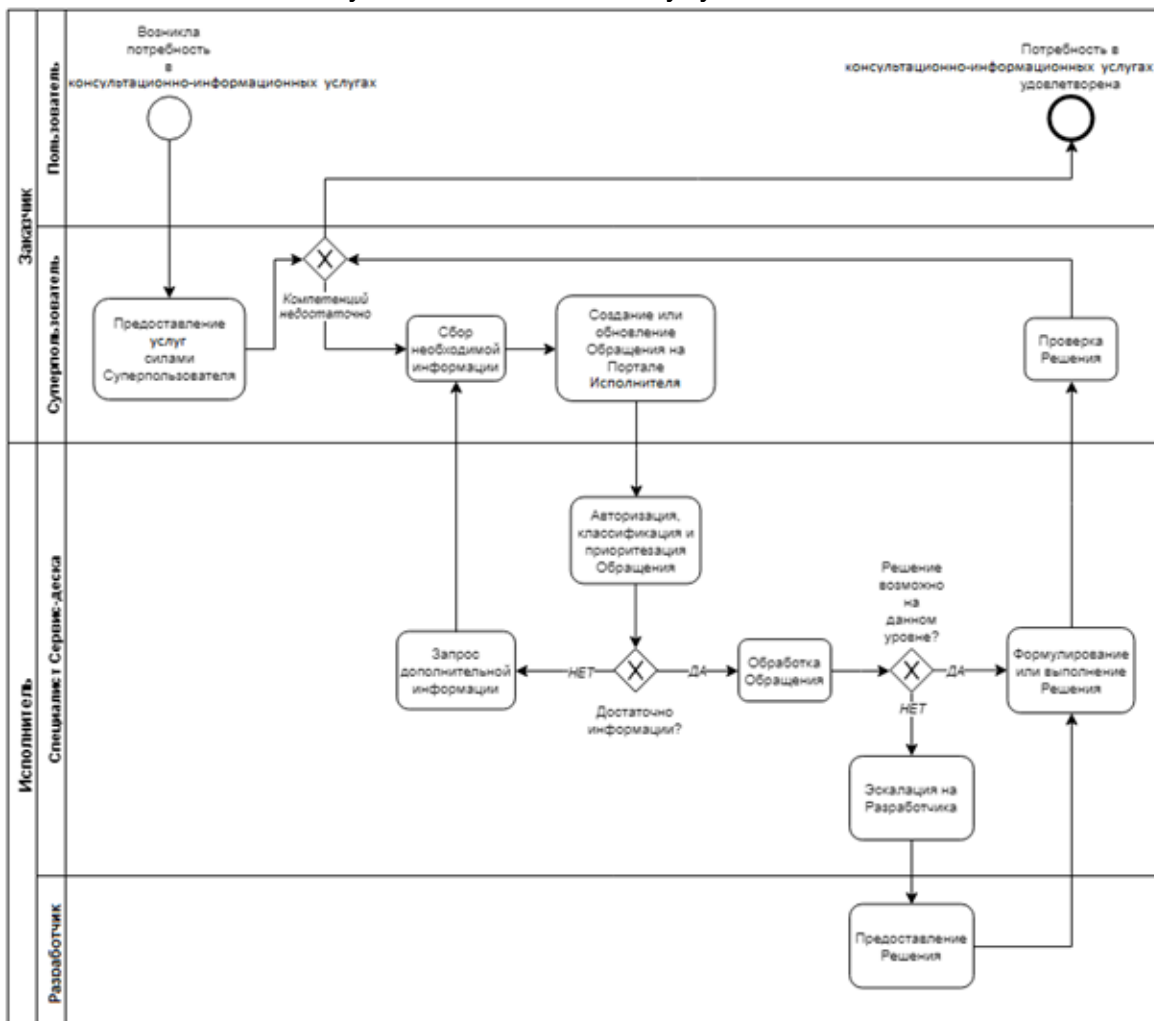 Возникла
потребность
в
консультационно-информационных услугах
Потребность в
консультационно-информационных услугах
удовлетворена
Заказчик
Пользователь
Суперпользователь
Компетенций
недостаточно
Предоставление
услуг
силами
Суперпользователя
Сбор
необходимой
информации
Создание или
обновление
Обращения на
Портале
Исполнителя
Проверка
Решения
Исполнитель
Специалист Сервис-деска
Авторизация,
классификация и
приоритезация
Обращения
Решение
возможно
на
данном
уровне?
Запрос
дополнительной
информации
НЕТ
ДА
Достаточно
информации?
Обработка
Обращения
ДА
НЕТ
Формулирование
или выполнение
Решения
Эскалация на
Разработчика
Разработчик
Предоставление
Решения